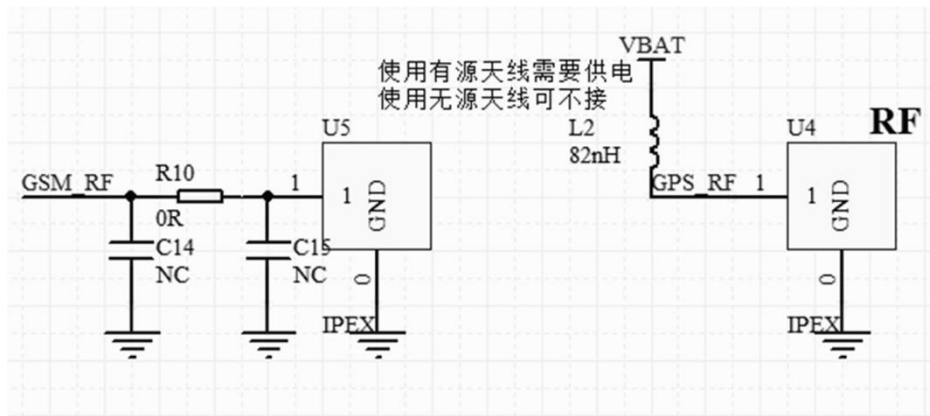 VBAT
使用有源天线需要供电
使用无源天线可不接
RF
U5
L2
82nH
U4
GSM_RF
R10
0R
1
1
GND
GPS_RF
1
1
GND
C14
NC
C15
NC
0
0
IPEX
IPEX